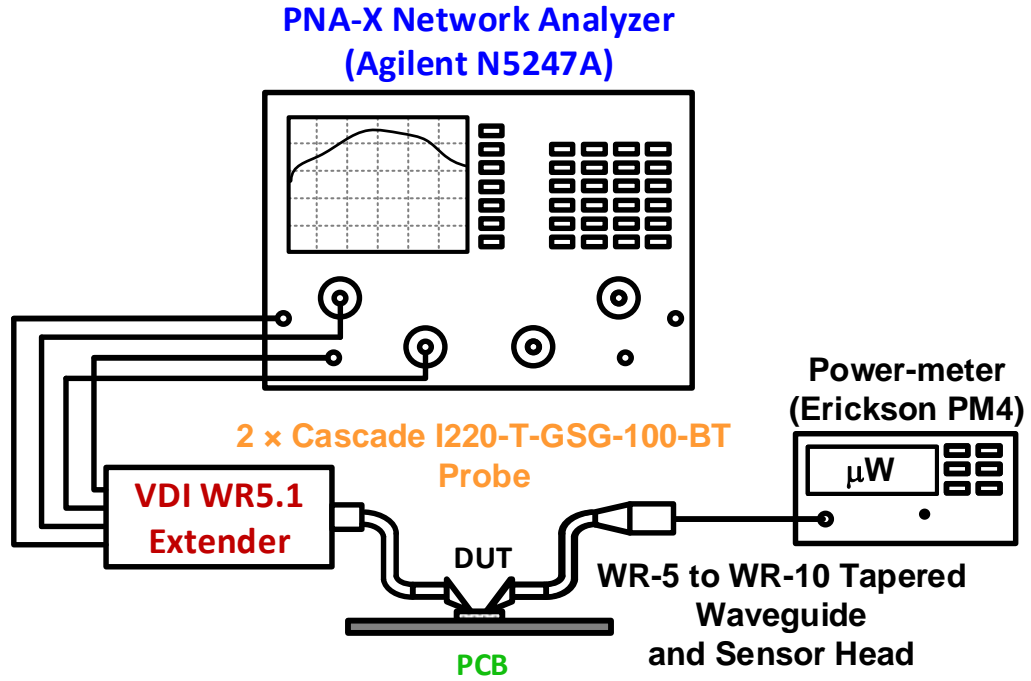 PNA-X Network Analyzer
(Agilent N5247A)
Power-meter
(Erickson PM4)
μW
2 × Cascade I220-T-GSG-100-BT
Probe
VDI WR5.1
Extender
DUT
WR-5 to WR-10 Tapered
Waveguide
and Sensor Head
PCB